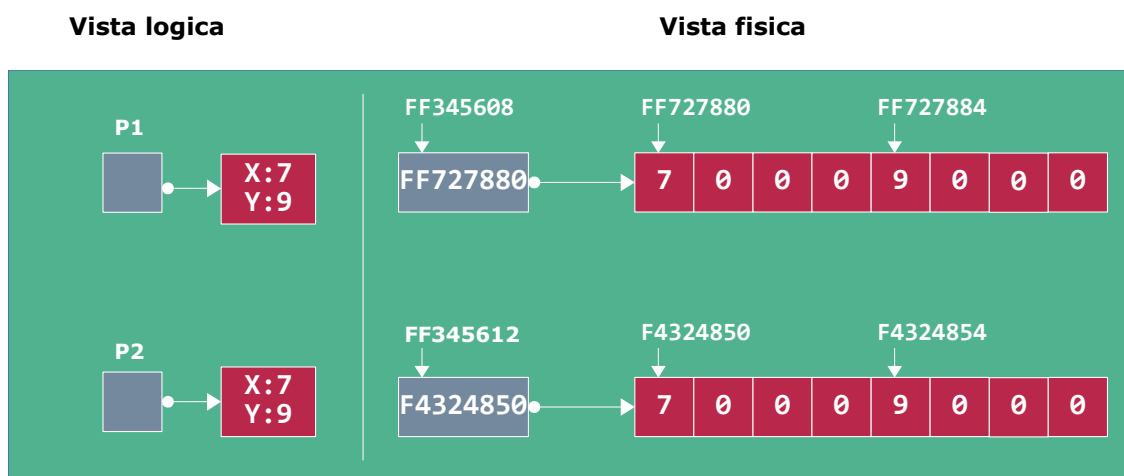 Vista logica
Vista fisica
P1
X:7
Y:9
FF345608
FF727880
FF727884
FF727880
7 0 0 0 9 0 0 0
P2
X:7
Y:9
FF345612
F4324850
F4324854
F4324850
7 0 0 0 9 0 0 0